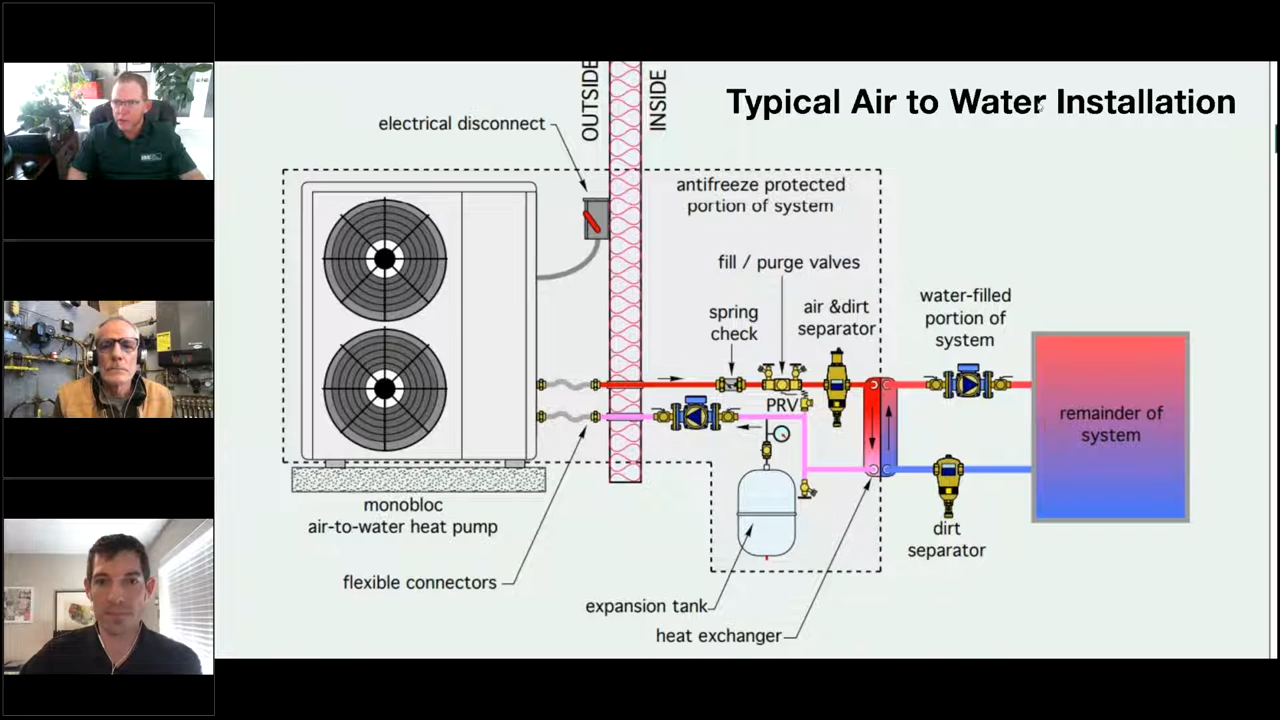 Typical Air to Water Installation
OUTSIDE
INSIDE
electrical disconnect
antifreeze protected
portion of system
fill / purge valves
spring
check
air &dirt
separator
water-filled
portion of
system
PRV
remainder of
system
monobloc
air-to-water heat pump
dirt
separator
flexible connectors
expansion tank
heat exchanger